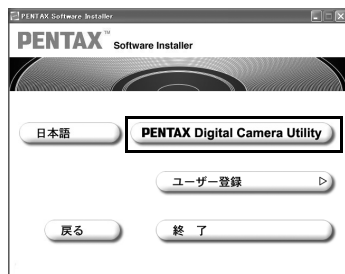 PENTAX Software Installer
PENTAX™ Software Installer
日本語
PENTAX Digital Camera Utility
ユーザー登録
戻る
終 了